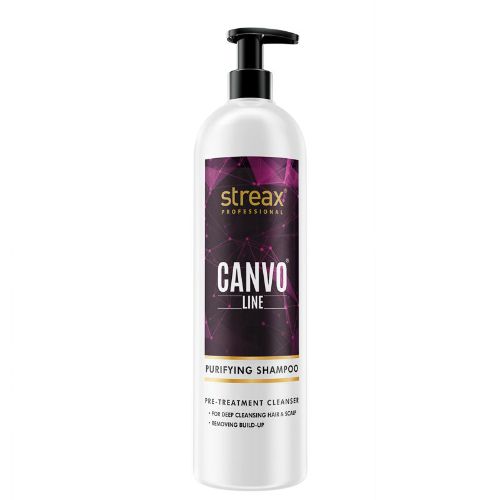 streax®
PROFESSIONAL
CANVO®
LINE
PURIFYING SHAMPOO
PRE-TREATMENT CLEANSER
• FOR DEEP CLEANSING HAIR & SCALP
• REMOVING BUILD-UP